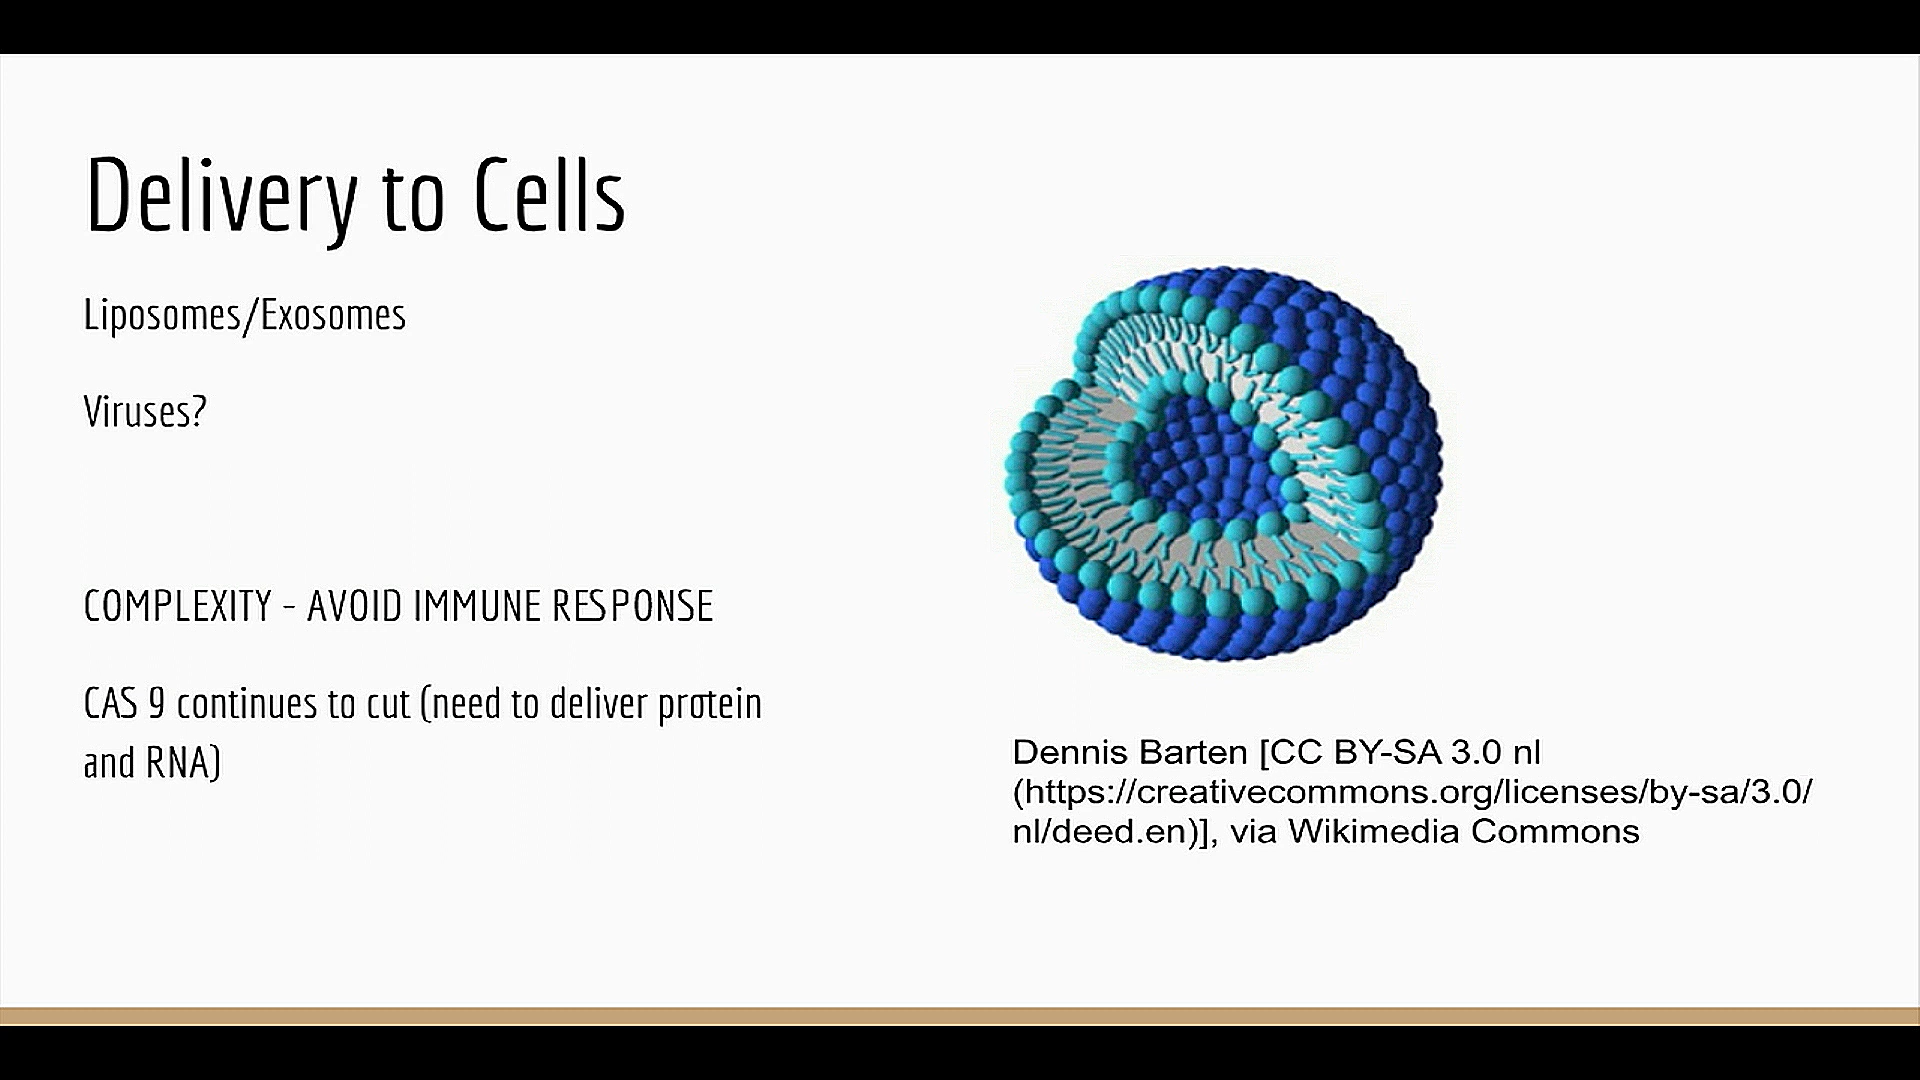 Delivery to Cells
Liposomes/Exosomes
Viruses?
COMPLEXITY - AVOID IMMUNE RESPONSE
CAS 9 continues to cut (need to deliver protein
and RNA)
Dennis Barten [CC BY-SA 3.0 nl
(https://creativecommons.org/licenses/by-sa/3.0/
nl/deed.en)], via Wikimedia Commons